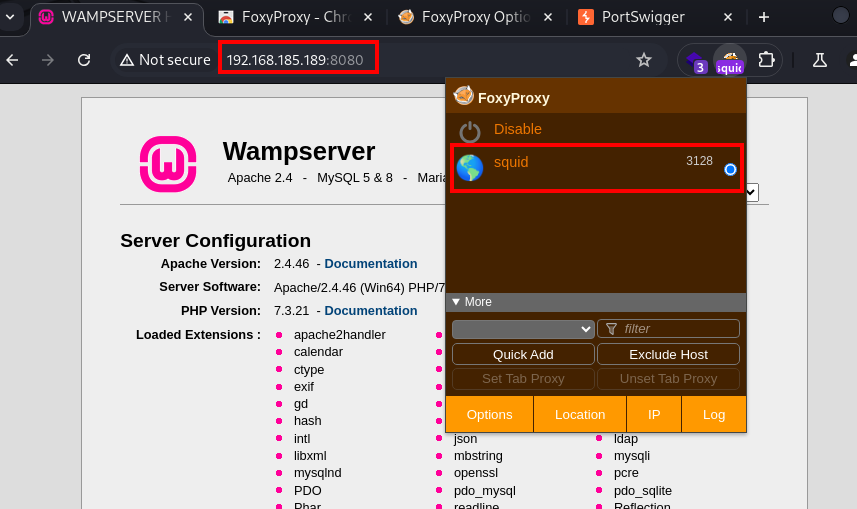 WAMPSERVER
FoxyProxy - Chro
FoxyProxy Optio
PortSwigger
Not secure
192.168.185.189:8080
3
squid
FoxyProxy
Disable
squid
3128
More
filter
Quick Add
Exclude Host
Set Tab Proxy
Unset Tab Proxy
Options
Location
IP
Log
Wampserver
Apache 2.4 - MySQL 5 & 8 - Maria
Server Configuration
Apache Version: 2.4.46 - Documentation
Server Software: Apache/2.4.46 (Win64) PHP/7
PHP Version: 7.3.21 - Documentation
Loaded Extensions :
apache2handler
calendar
ctype
exif
gd
hash
intl json ldap
libxml mbstring mysqli
mysqlnd openssl pcre
PDO pdo_mysql pdo_sqlite
Phar readline Reflection